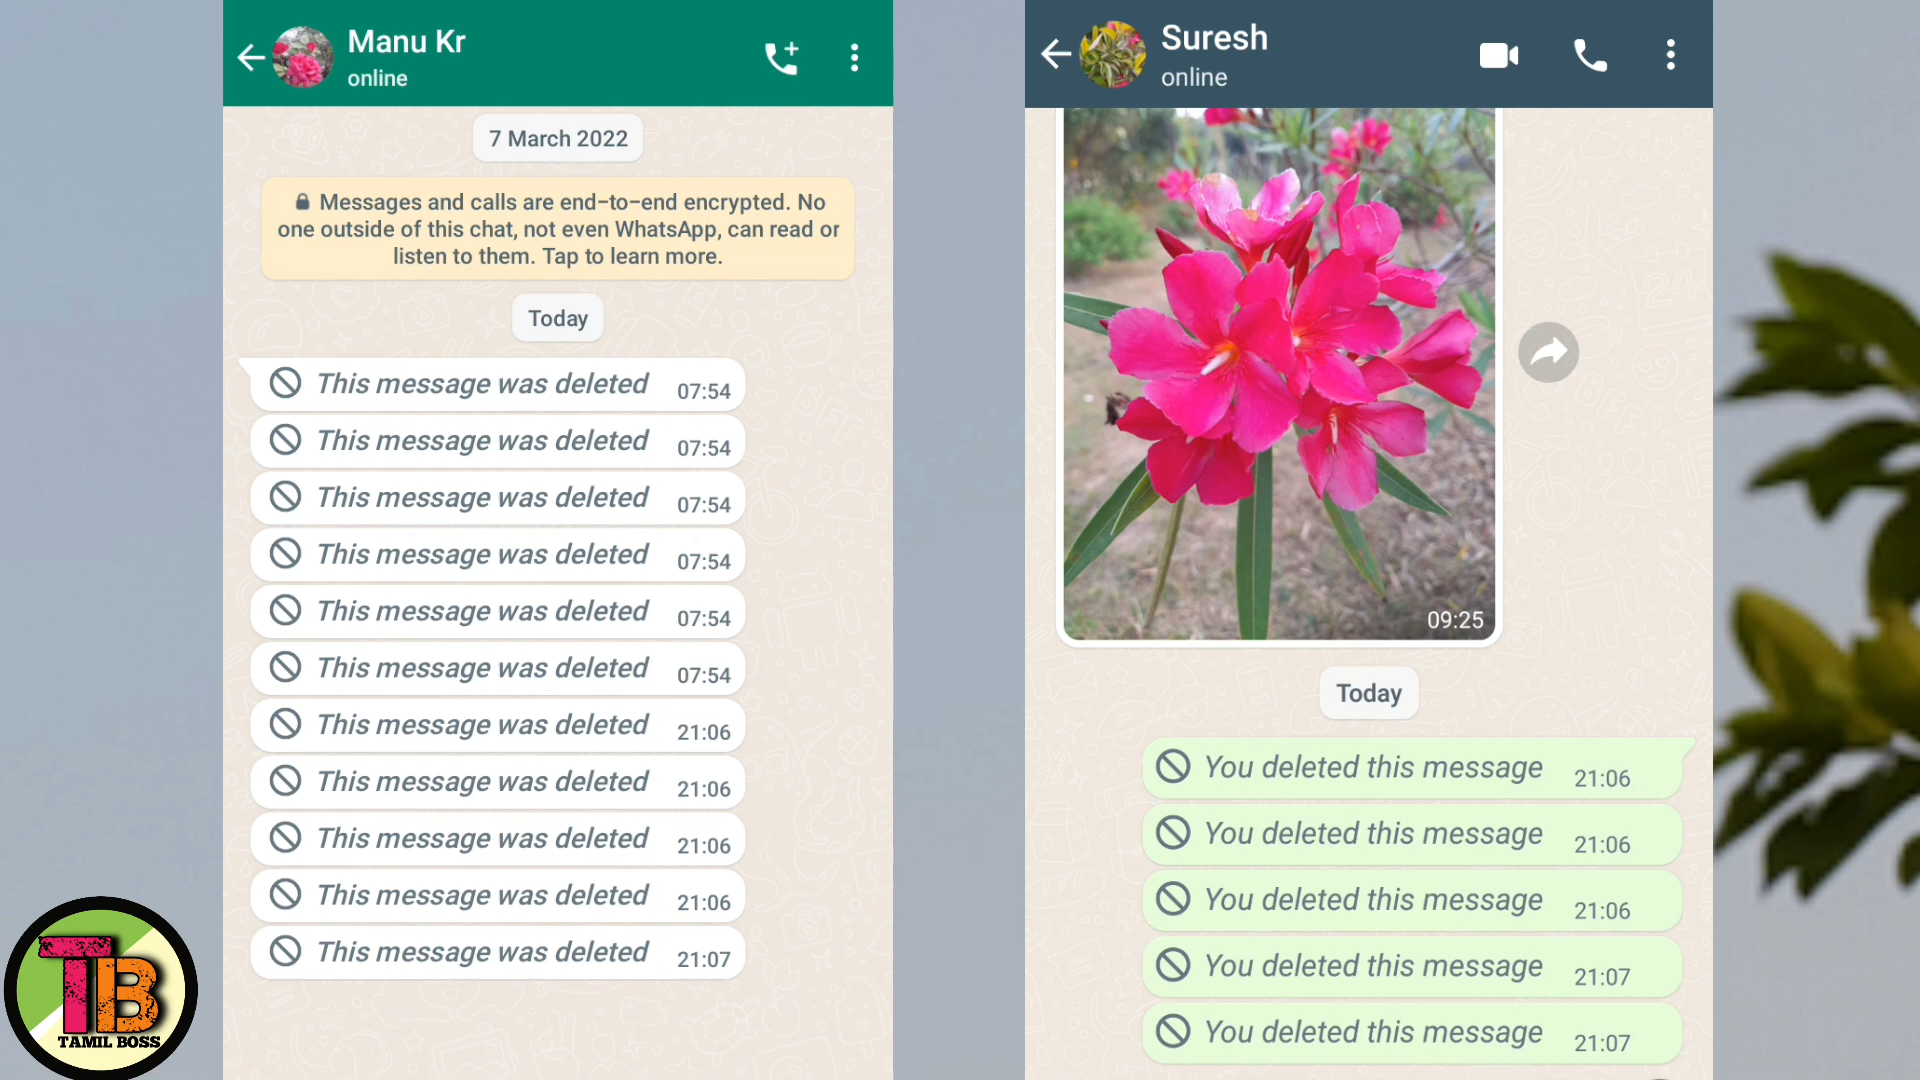 Manu Kr
online
7 March 2022
Messages and calls are end-to-end encrypted. No
one outside of this chat, not even WhatsApp, can read or
listen to them. Tap to learn more.
Today
This message was deleted 07:54
This message was deleted 07:54
This message was deleted 07:54
This message was deleted 07:54
This message was deleted 07:54
This message was deleted 07:54
This message was deleted 21:06
This message was deleted 21:06
This message was deleted 21:06
This message was deleted 21:06
This message was deleted 21:07
Suresh
online
09:25
Today
You deleted this message 21:06
You deleted this message 21:06
You deleted this message 21:06
You deleted this message 21:07
You deleted this message 21:07
TB
TAMIL BOSS